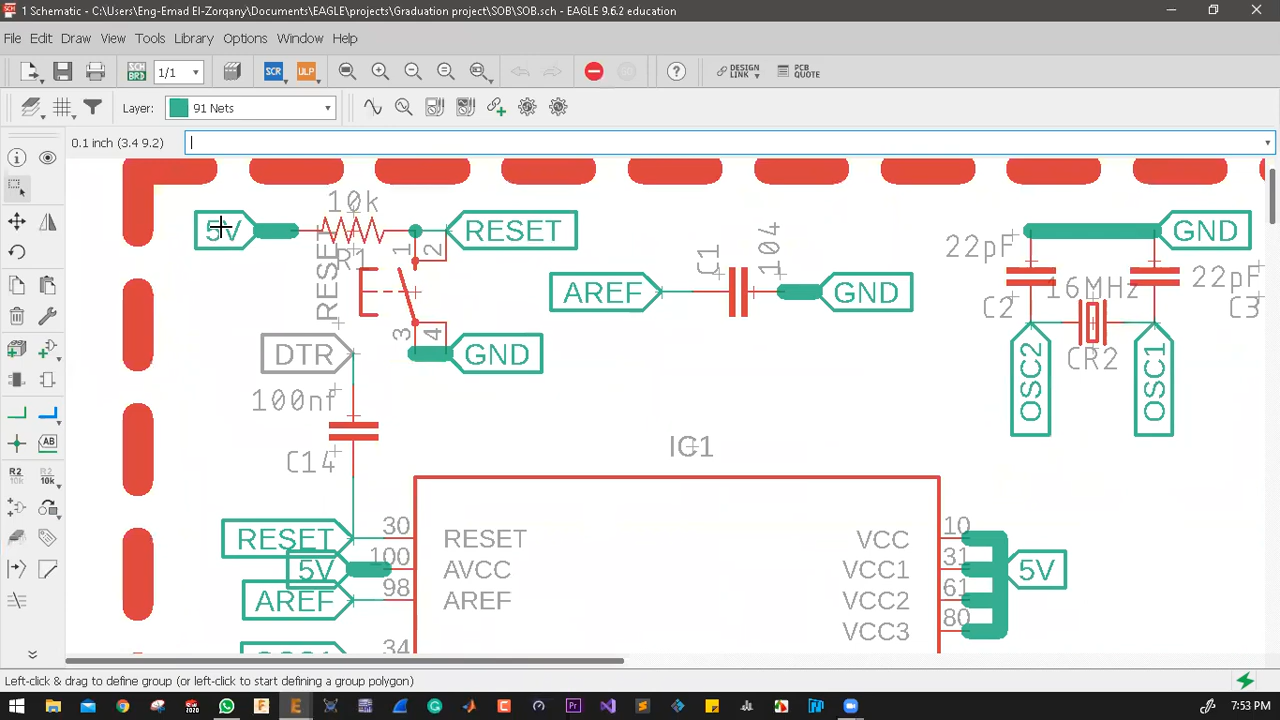 1 Schematic - C:\Users\Eng-Emad El-Zorqany\Documents\EAGLE\projects\Graduation project\SOB\SOB.sch - EAGLE 9.6.2 education
File Edit Draw View Tools Library Options Window Help
SCH BRD
1/1
SCR
ULP
DESIGN LINK
PCB QUOTE
Layer:
91 Nets
0.1 inch (3.4 9.2)
10k
5V
RESET
R1
RESET
1
2
3
4
DTR
GND
100nf
C14
AREF
C1
104
GND
22pF
GND
22pF
C2
16MHz
C3
CR2
OSC2
OSC1
IC1
RESET
30
RESET
VCC
10
5V
100
AVCC
VCC1
31
5V
AREF
98
AREF
VCC2
61
VCC3
80
34
AB
R2
10k
R2
10k
Left-click & drag to define group (or left-click to start defining a group polygon)
7:53 PM